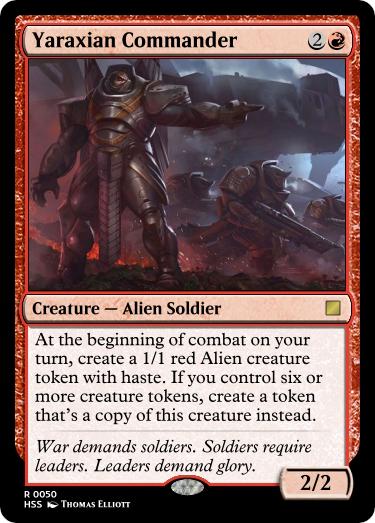 Yaraxian Commander 2
Creature — Alien Soldier
At the beginning of combat on your
turn, create a 1/1 red Alien creature
token with haste. If you control six or
more creature tokens, create a token
that's a copy of this creature instead.
War demands soldiers. Soldiers require
leaders. Leaders demand glory.
2/2
R 0050
HSS Thomas Elliott